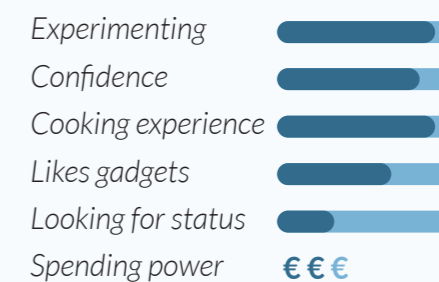 Experimenting
Confidence
Cooking experience
Likes gadgets
Looking for status
Spending power €€€